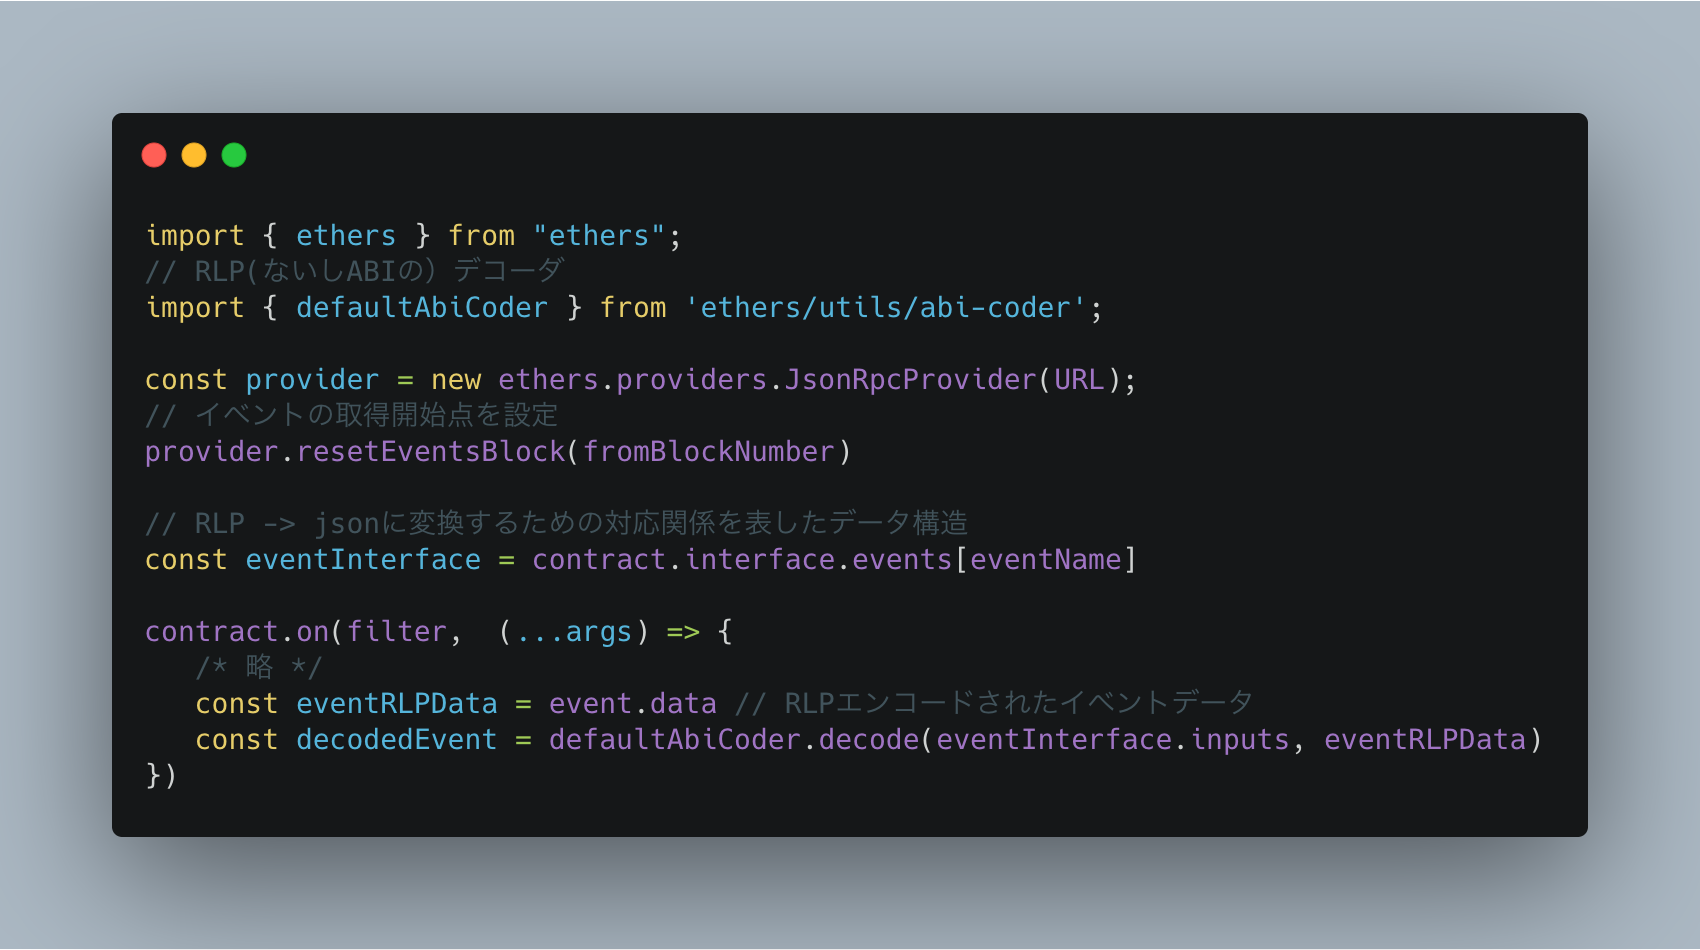 import { ethers } from "ethers";
// RLP(ないしABIの）デコーダ
import { defaultAbiCoder } from 'ethers/utils/abi-coder';
const provider = new ethers.providers.JsonRpcProvider(URL);
// イベントの取得開始点を設定
provider.resetEventsBlock(fromBlockNumber)
// RLP -> jsonに変換するための対応関係を表したデータ構造
const eventInterface = contract.interface.events[eventName]
contract.on(filter,  (...args) => {
   /* 略 */
   const eventRLPData = event.data // RLPエンコードされたイベントデータ
   const decodedEvent = defaultAbiCoder.decode(eventInterface.inputs, eventRLPData)
})